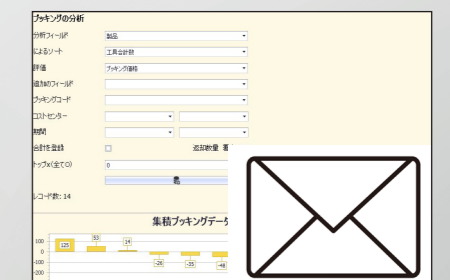 ブッキングの分析
分析フィールド 製品
によるソート 工具合計数
評価 ブッキング価格
追加のフィールド
ブッキングコード
コストセンター
期間
合計を登録 返却数量
トップx(全て0) 0
レコード数: 14
集積ブッキングデータ
100 125 53 14
0
-100 -26 -35 -48
-200